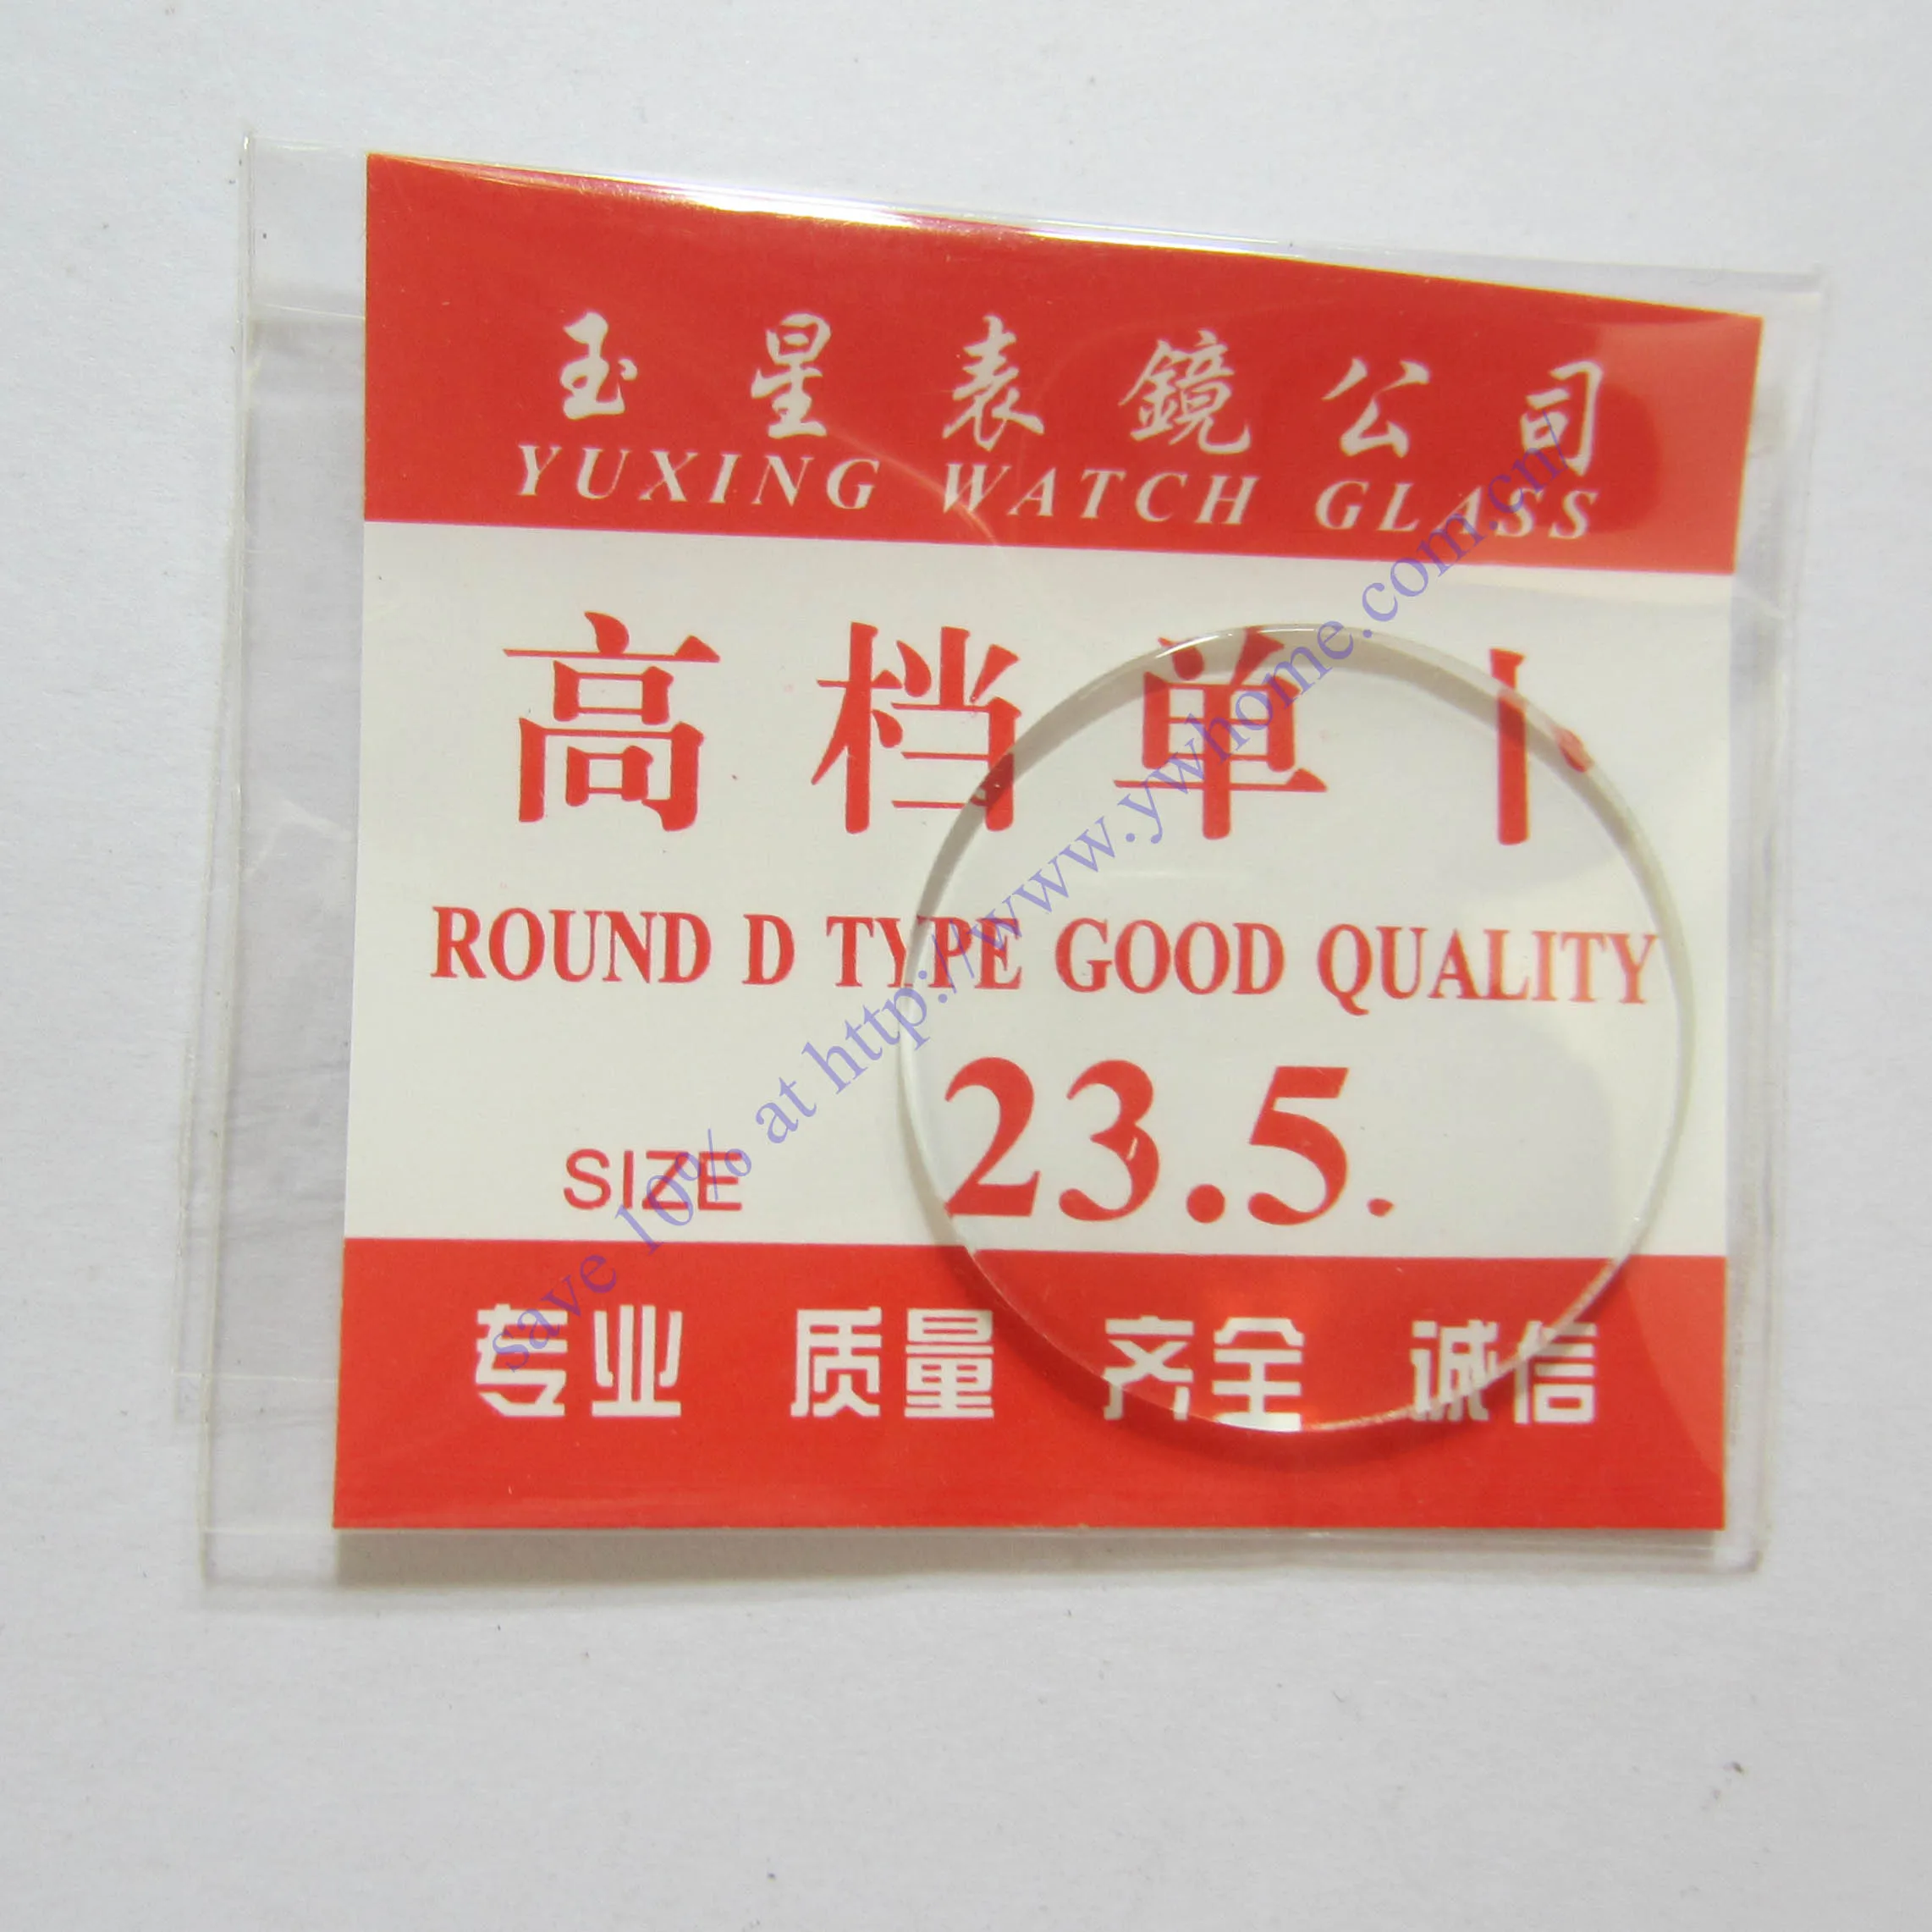 玉星表鏡公司
YUXING WATCH GLASS
高档单卜
ROUND D TYPE GOOD QUALITY
SIZE 23.5.
专业 质量 齐全 诚信
save 10% at http://www.ywhome.com.cn/